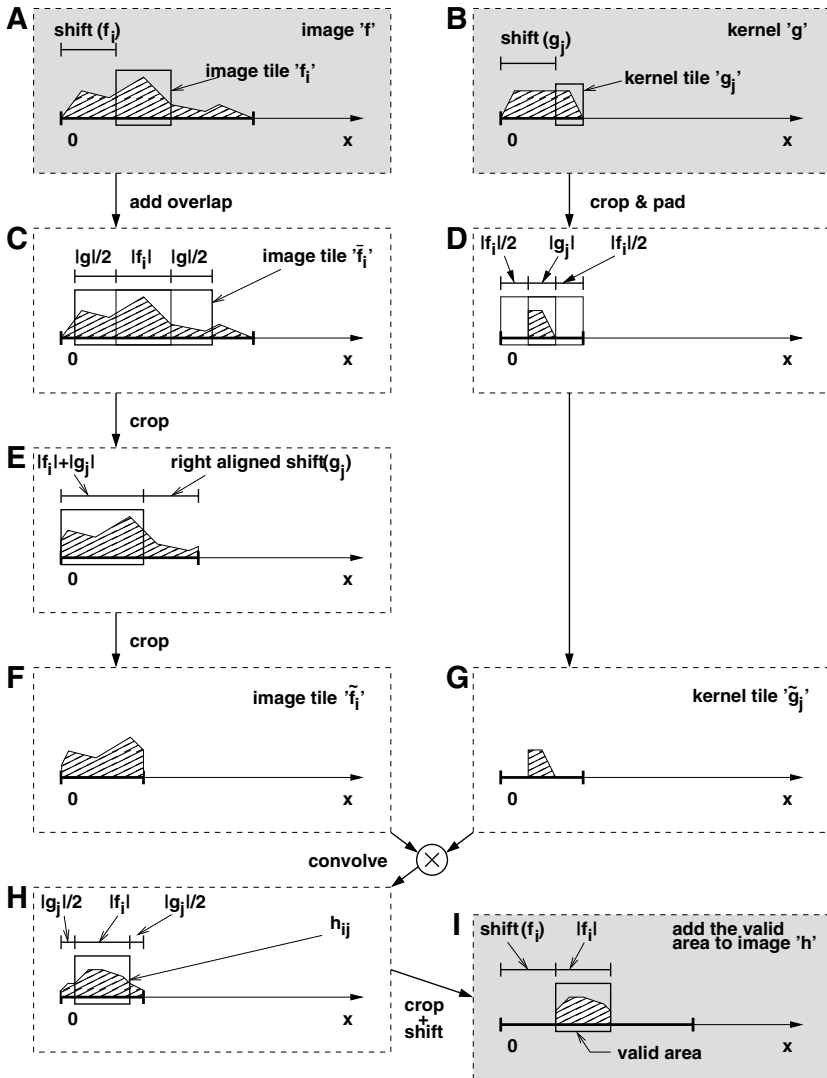 A
shift (f_i)
image 'f'
image tile 'f_i'
0
x
B
shift (g_j)
kernel 'g'
kernel tile 'g_j'
0
x
add overlap
crop & pad
C
|g|/2
|f_i|
|g|/2
image tile 'f̄_i'
0
x
D
|f_i|/2
|g_j|
|f_i|/2
0
x
crop
E
|f_i|+|g_j|
right aligned shift(g_j)
0
x
crop
F
image tile 'f̃_i'
0
x
G
kernel tile 'g̃_j'
0
x
convolve
H
|g_j|/2
|f_i|
|g_j|/2
h_ij
0
x
crop
+
shift
I
shift (f_i)
|f_i|
add the valid
area to image 'h'
0
x
valid area